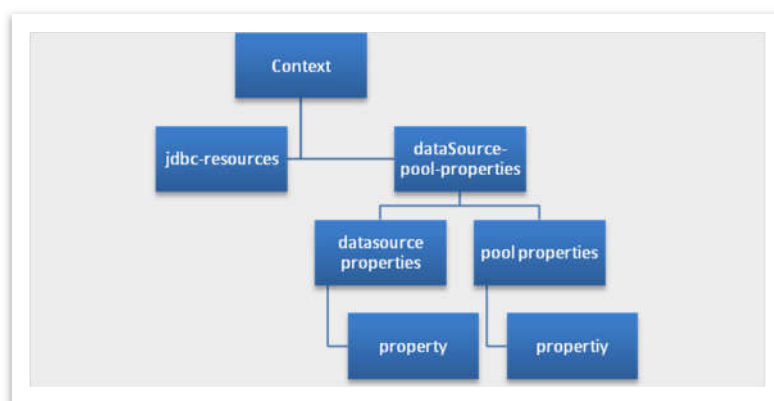 Context
jdbc-resources
dataSource-
pool-properties
datasource
properties
pool properties
property
propertiy